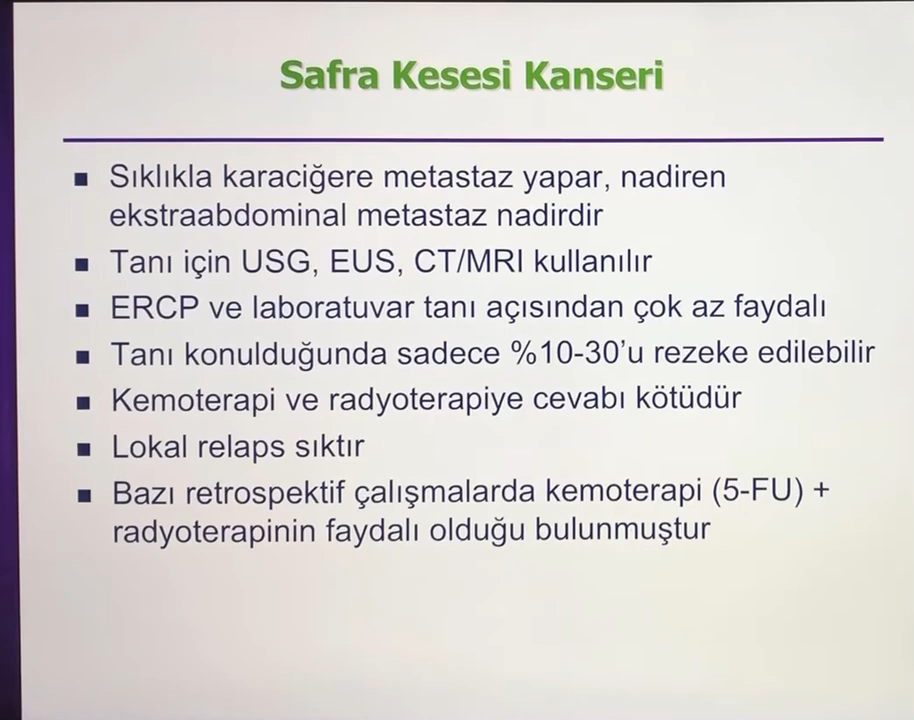 Safra Kesesi Kanseri
▪ Sıklıkla karaciğere metastaz yapar, nadiren
ekstraabdominal metastaz nadirdir
▪ Tanı için USG, EUS, CT/MRI kullanılır
▪ ERCP ve laboratuvar tanı açısından çok az faydalı
▪ Tanı konulduğunda sadece %10-30’u rezeke edilebilir
▪ Kemoterapi ve radyoterapiye cevabı kötüdür
▪ Lokal relaps sıktır
▪ Bazı retrospektif çalışmalarda kemoterapi (5-FU) +
radyoterapinin faydalı olduğu bulunmuştur